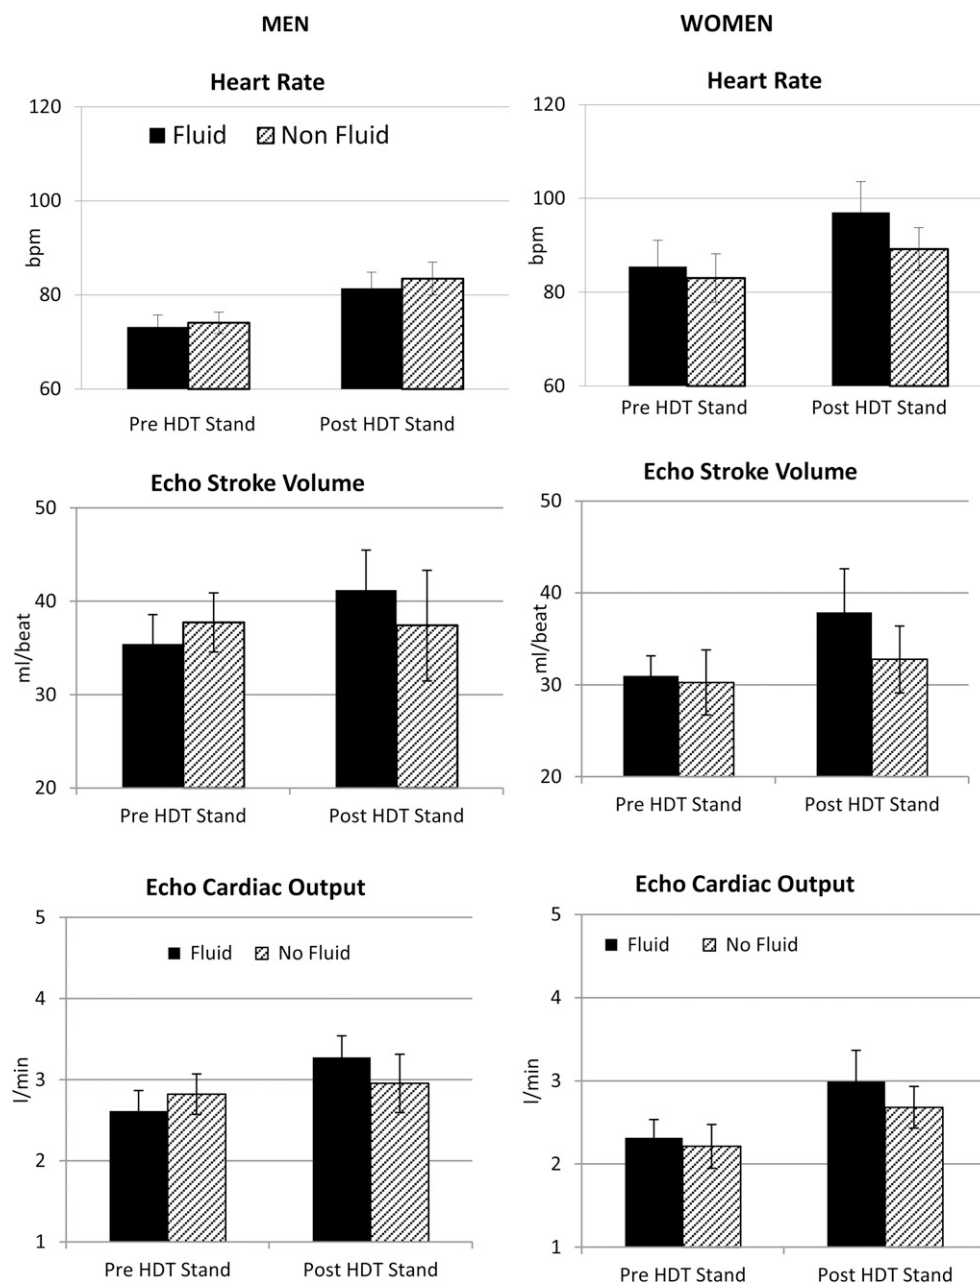 MEN
WOMEN
Heart Rate
120
Fluid Non Fluid
100
bpm
80
60
Pre HDT Stand Post HDT Stand
Heart Rate
120
100
bpm
80
60
Pre HDT Stand Post HDT Stand
Echo Stroke Volume
50
40
ml/beat
30
20
Pre HDT Stand Post HDT Stand
Echo Stroke Volume
50
40
ml/beat
30
20
Pre HDT Stand Post HDT Stand
Echo Cardiac Output
5
Fluid No Fluid
4
3
l/min
2
1
Pre HDT Stand Post HDT Stand
Echo Cardiac Output
5
Fluid No Fluid
4
3
l/min
2
1
Pre HDT Stand Post HDT Stand